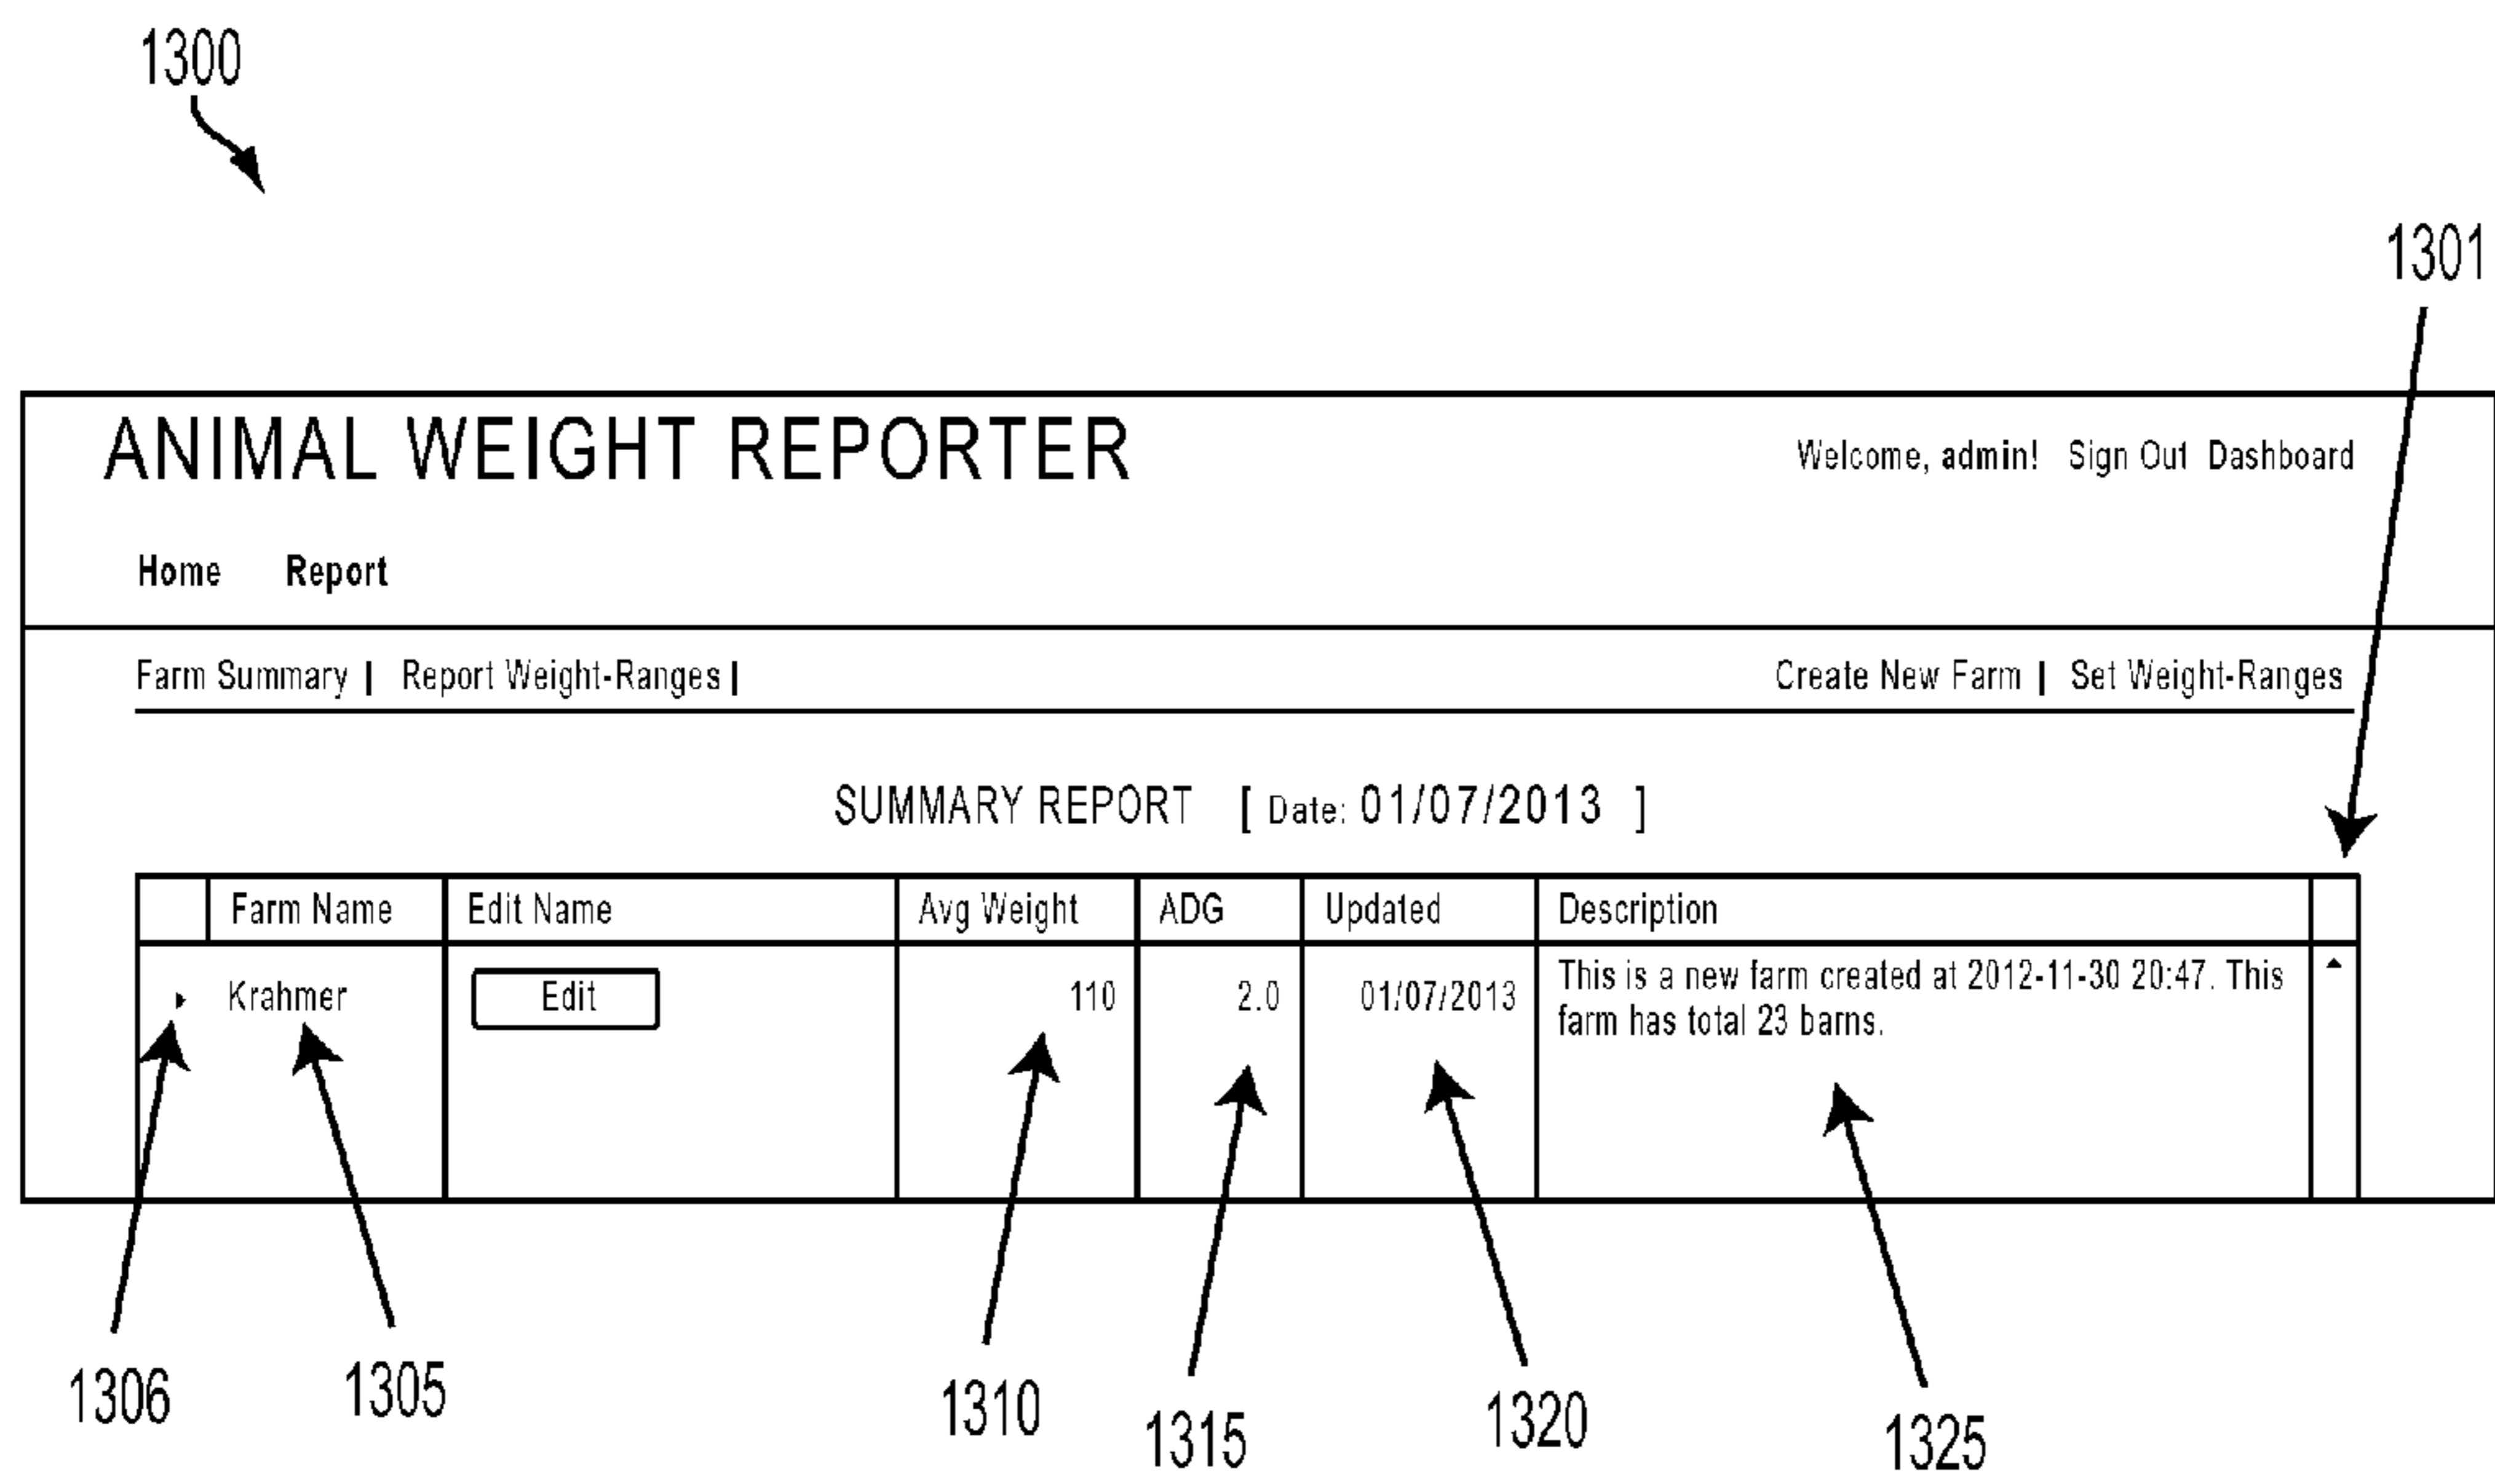 1300
1301
ANIMAL WEIGHT REPORTER
Welcome, admin! Sign Out Dashboard
Home Report
Farm Summary | Report Weight-Ranges |
Create New Farm | Set Weight-Ranges
SUMMARY REPORT [ Date: 01/07/2013 ]
Farm Name Edit Name Avg Weight ADG Updated Description
Krahmer Edit 110 2.0 01/07/2013 This is a new farm created at 2012-11-30 20:47. This
farm has total 23 barns.
1306 1305 1310 1315 1320 1325